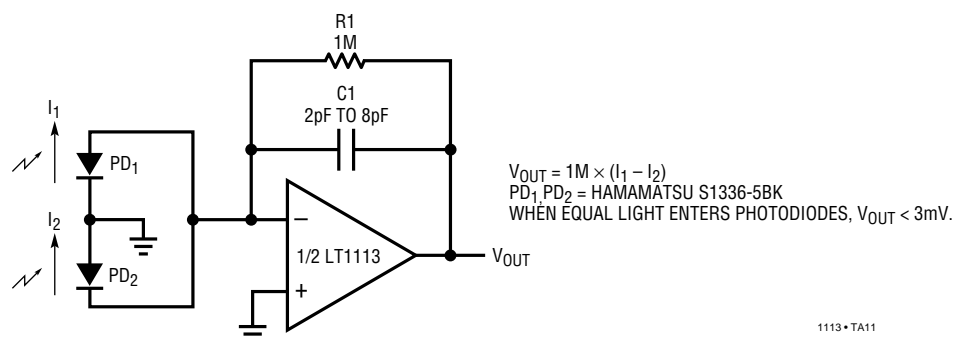 R1
1M
C1
2pF TO 8pF
I1
PD1
I2
PD2
–
+
1/2 LT1113
VOUT
VOUT = 1M × (I1 – I2)
PD1,PD2 = HAMAMATSU S1336-5BK
WHEN EQUAL LIGHT ENTERS PHOTODIODES, VOUT < 3mV.
1113 • TA11